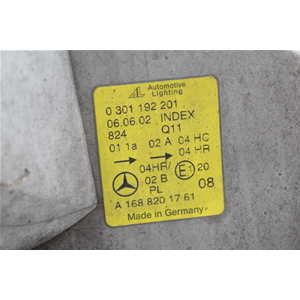 Automotive
Lighting
0 301 192 201
06.06.02 INDEX
824 Q11
01 1a 02 A 04 HC
04 HR
04HR/ E1 20
02 B 08
PL
A 168 820 17 61
Made in Germany